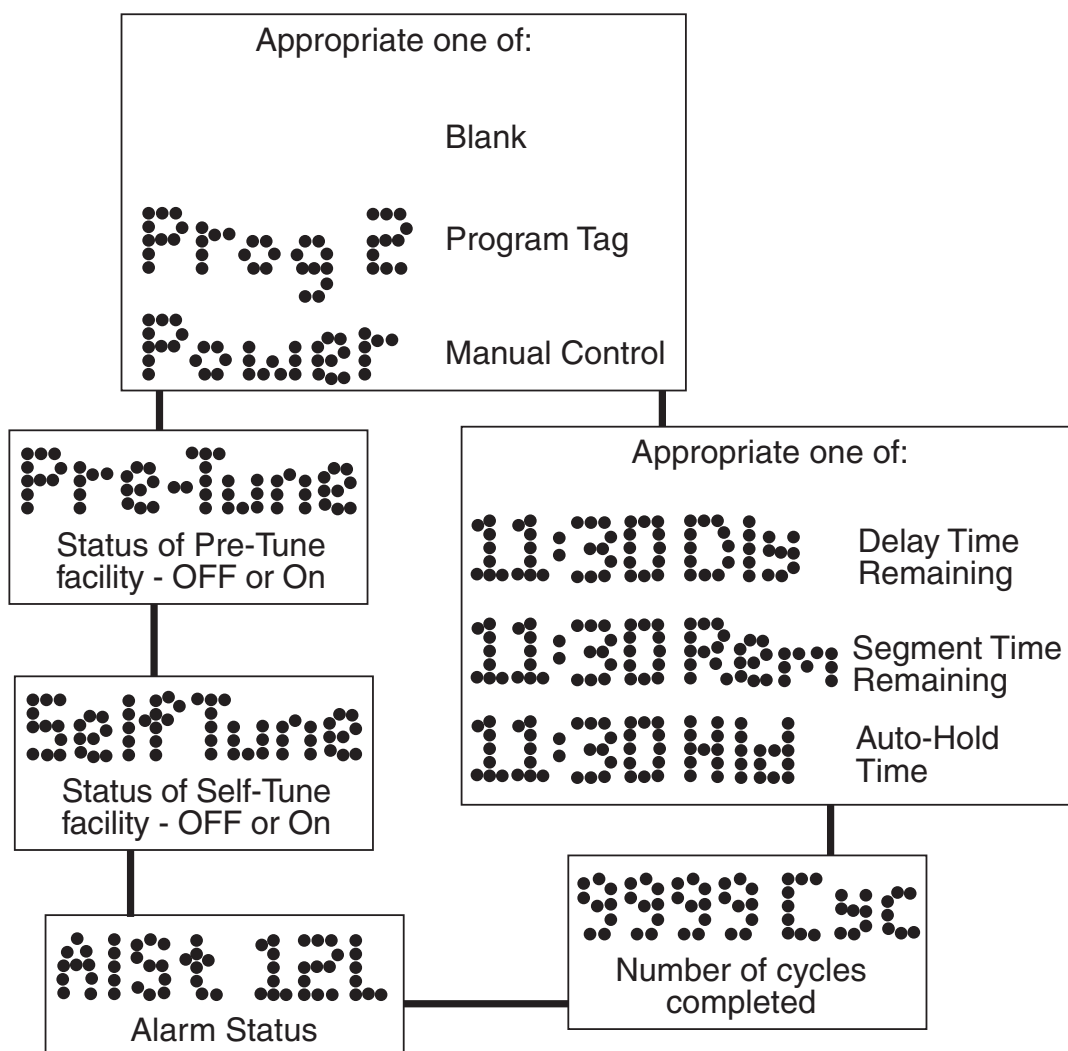 Appropriate one of:
Blank
Prog 2 Program Tag
Power Manual Control
Pre-Tune
Status of Pre-Tune
facility - OFF or On
SelfTune
Status of Self-Tune
facility - OFF or On
AlSt 12L
Alarm Status
Appropriate one of:
11:30 Dly Delay Time
Remaining
11:30 Rem Segment Time
Remaining
11:30 Hld Auto-Hold
Time
9999 Cyc
Number of cycles
completed